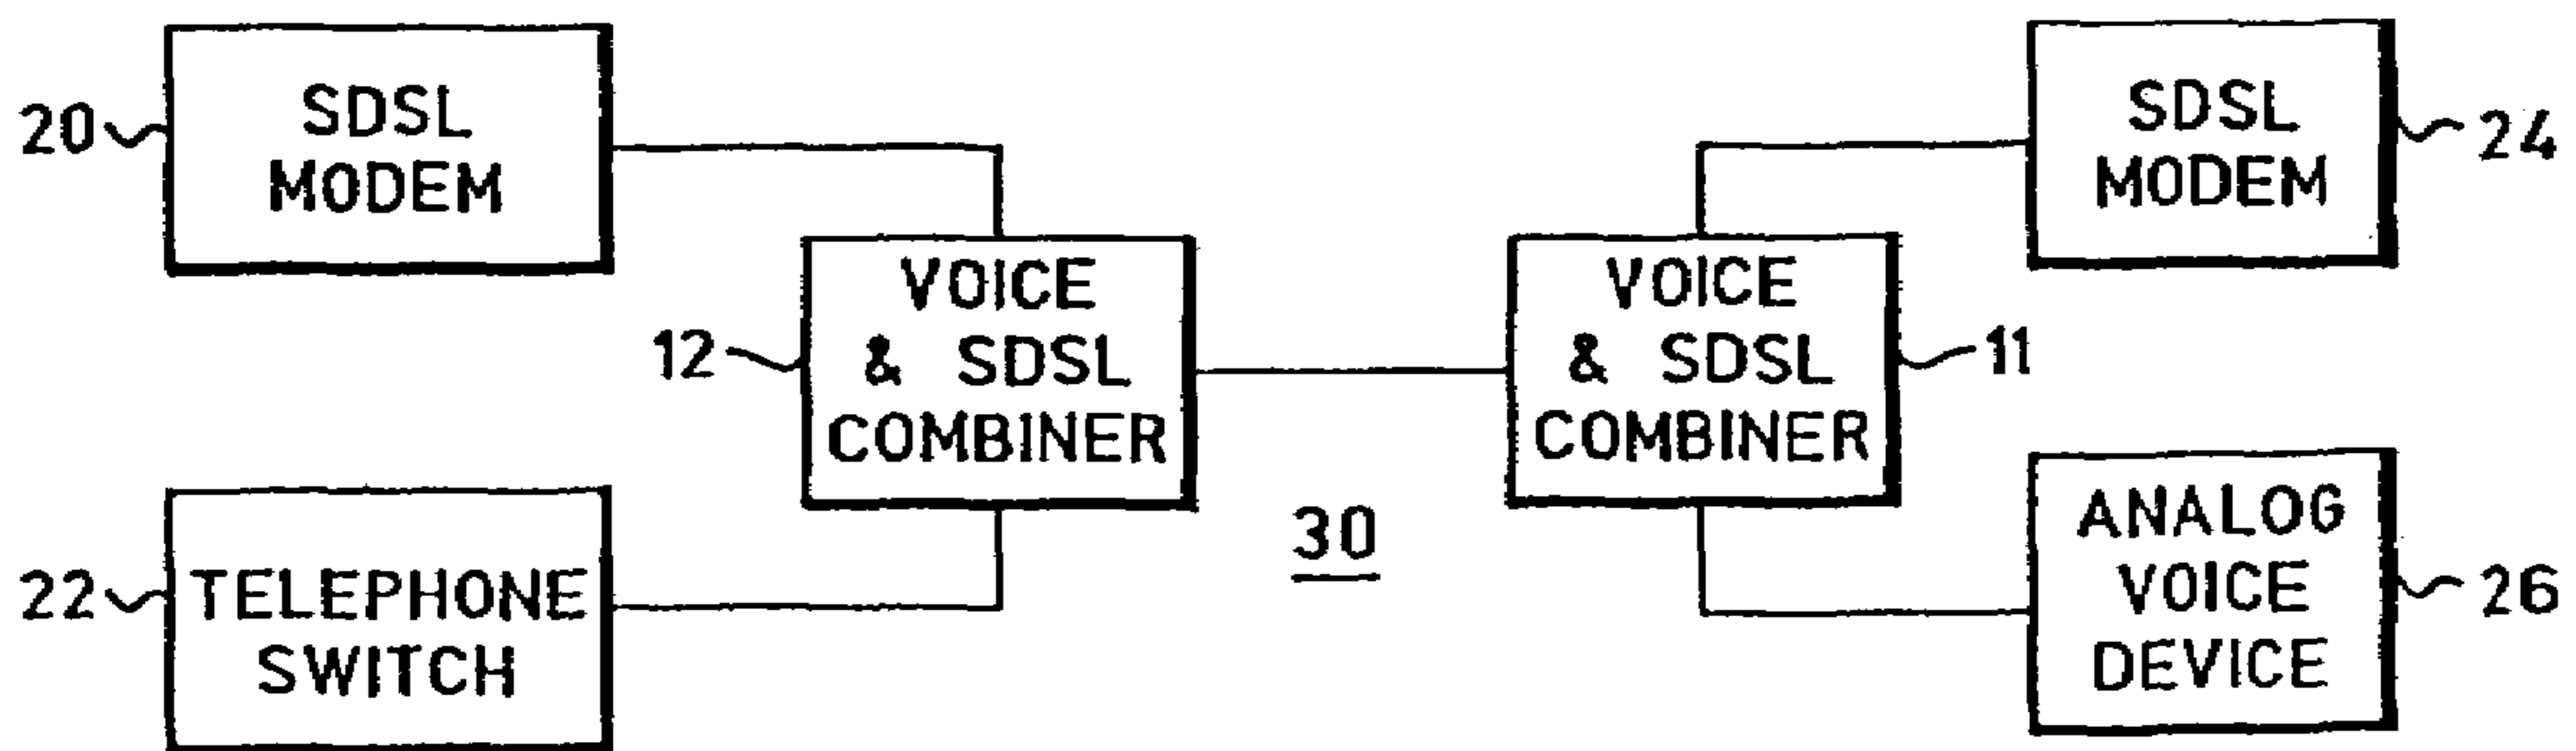 20
SDSL
MODEM
SDSL
MODEM
24
12
VOICE
& SDSL
COMBINER
VOICE
& SDSL
COMBINER
11
30
22
TELEPHONE
SWITCH
ANALOG
VOICE
DEVICE
26